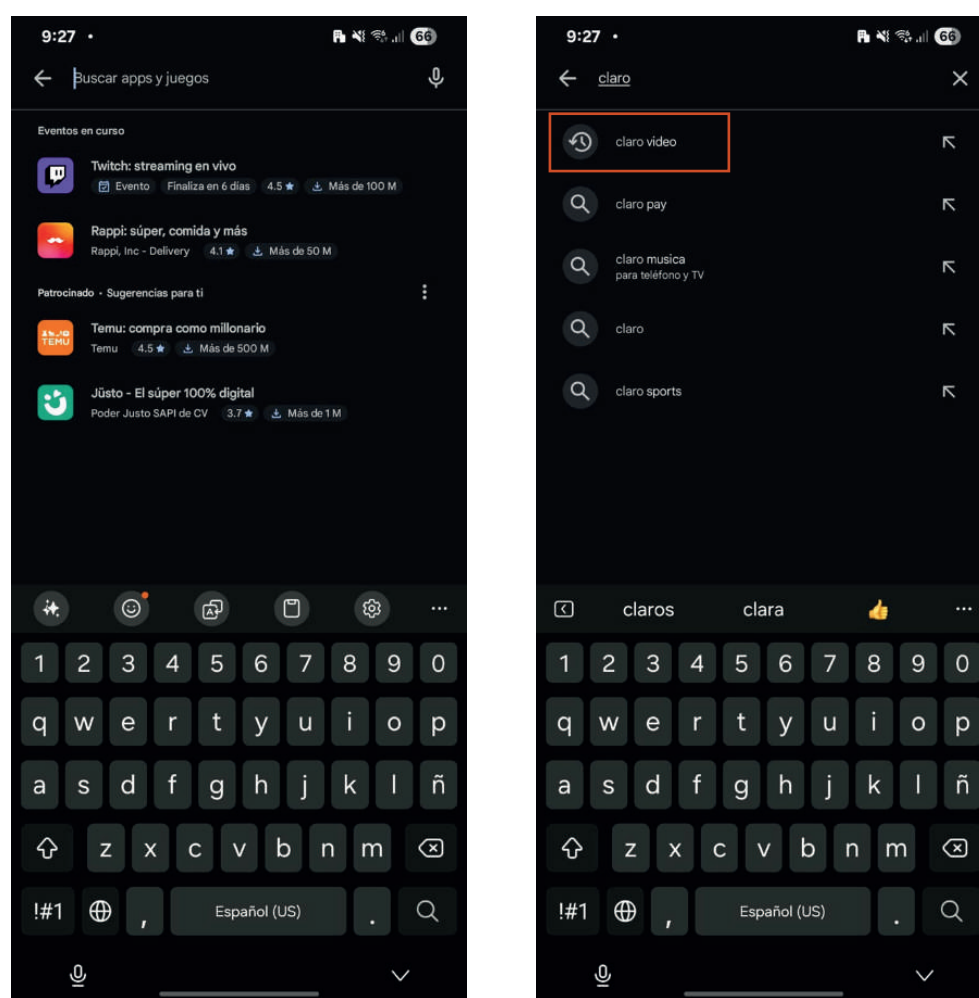 9:27
66
Buscar apps y juegos
Eventos en curso
Twitch: streaming en vivo
Evento Finaliza en 6 días 4.5 ★ Más de 100 M
Rappi: súper, comida y más
Rappi, Inc - Delivery 4.1 ★ Más de 50 M
Patrocinado · Sugerencias para ti
TEMU
Temu: compra como millonario
Temu 4.5 ★ Más de 500 M
Jüsto - El súper 100% digital
Poder Justo SAPI de CV 3.7 ★ Más de 1 M
1 2 3 4 5 6 7 8 9 0
q w e r t y u i o p
a s d f g h j k l ñ
z x c v b n m
!#1 , Español (US) .
9:27
66
claro
claro video
claro pay
claro musica
para teléfono y TV
claro
claro sports
claros clara
1 2 3 4 5 6 7 8 9 0
q w e r t y u i o p
a s d f g h j k l ñ
z x c v b n m
!#1 , Español (US) .